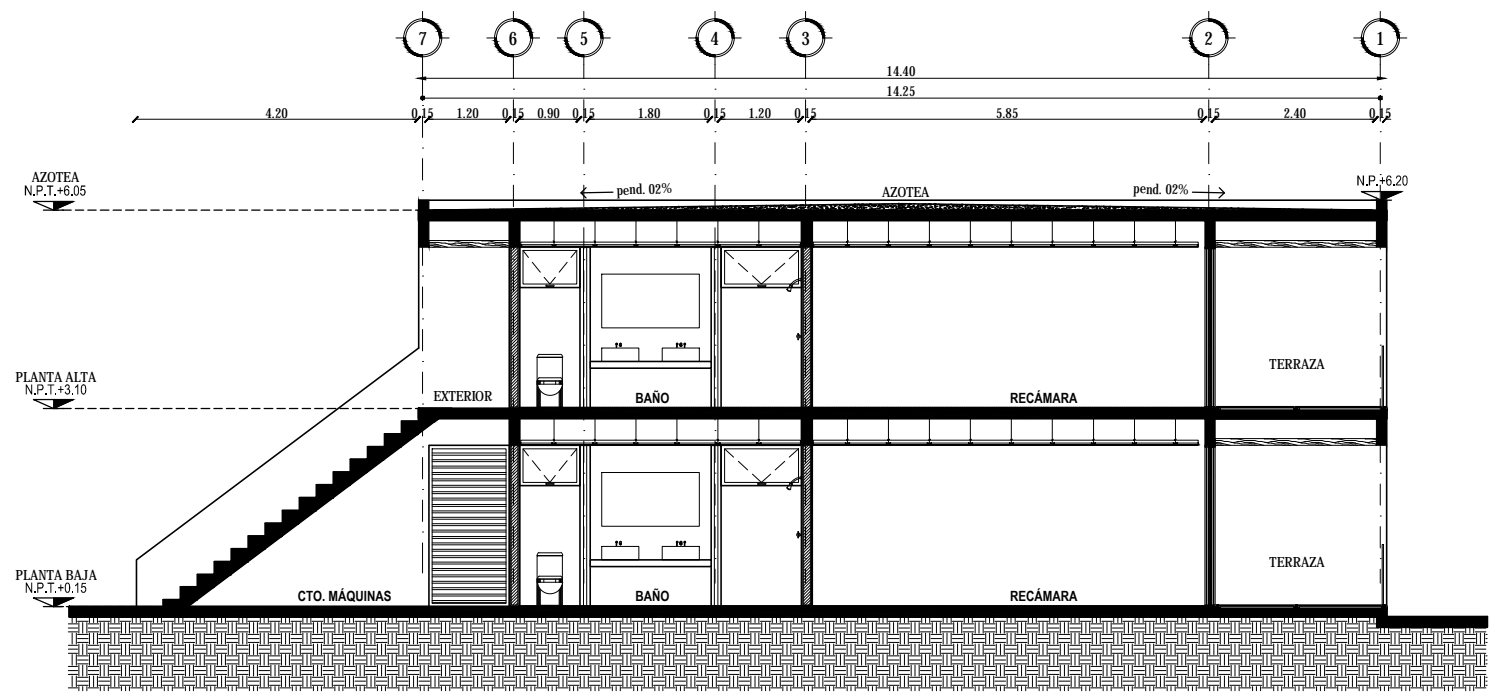 7 6 5 4 3 2 1
14.40
14.25
4.20 0.15 1.20 0.15 0.90 0.15 1.80 0.15 1.20 0.15 5.85 0.15 2.40 0.15
AZOTEA
N.P.T.+6.05
pend. 02%
AZOTEA
pend. 02%
N.P.+6.20
PLANTA ALTA
N.P.T.+3.10
EXTERIOR
BAÑO
RECÁMARA
TERRAZA
PLANTA BAJA
N.P.T.+0.15
CTO. MÁQUINAS
BAÑO
RECÁMARA
TERRAZA